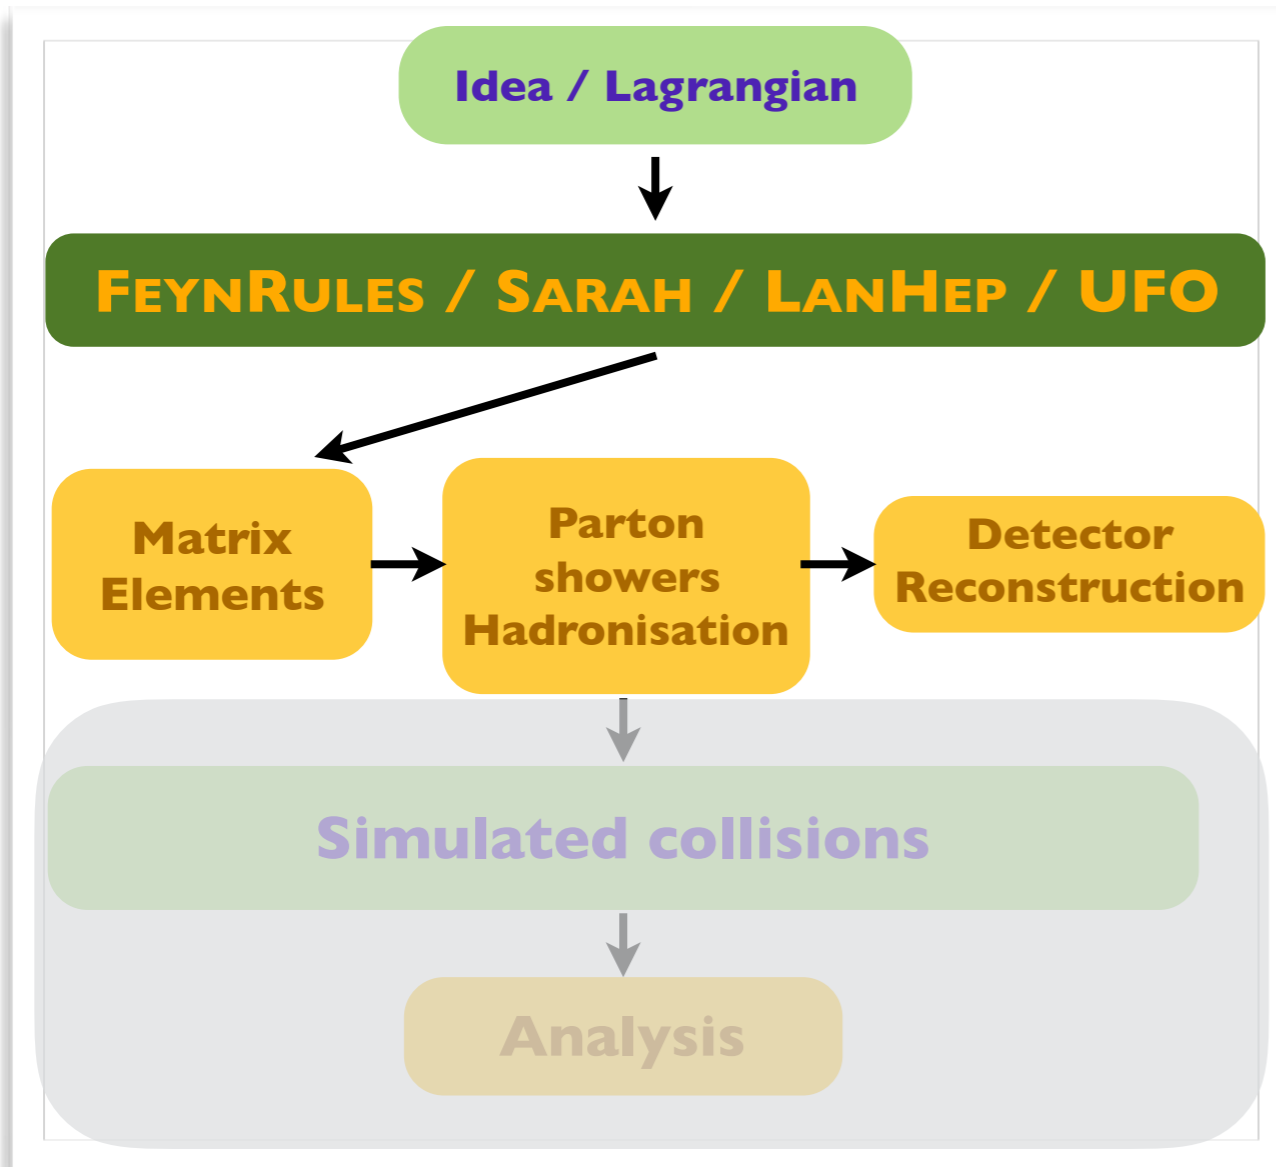 Idea / Lagrangian
FEYNRULES / SARAH / LANHEP / UFO
Matrix
Elements
Parton
showers
Hadronisation
Detector
Reconstruction
Simulated collisions
Analysis